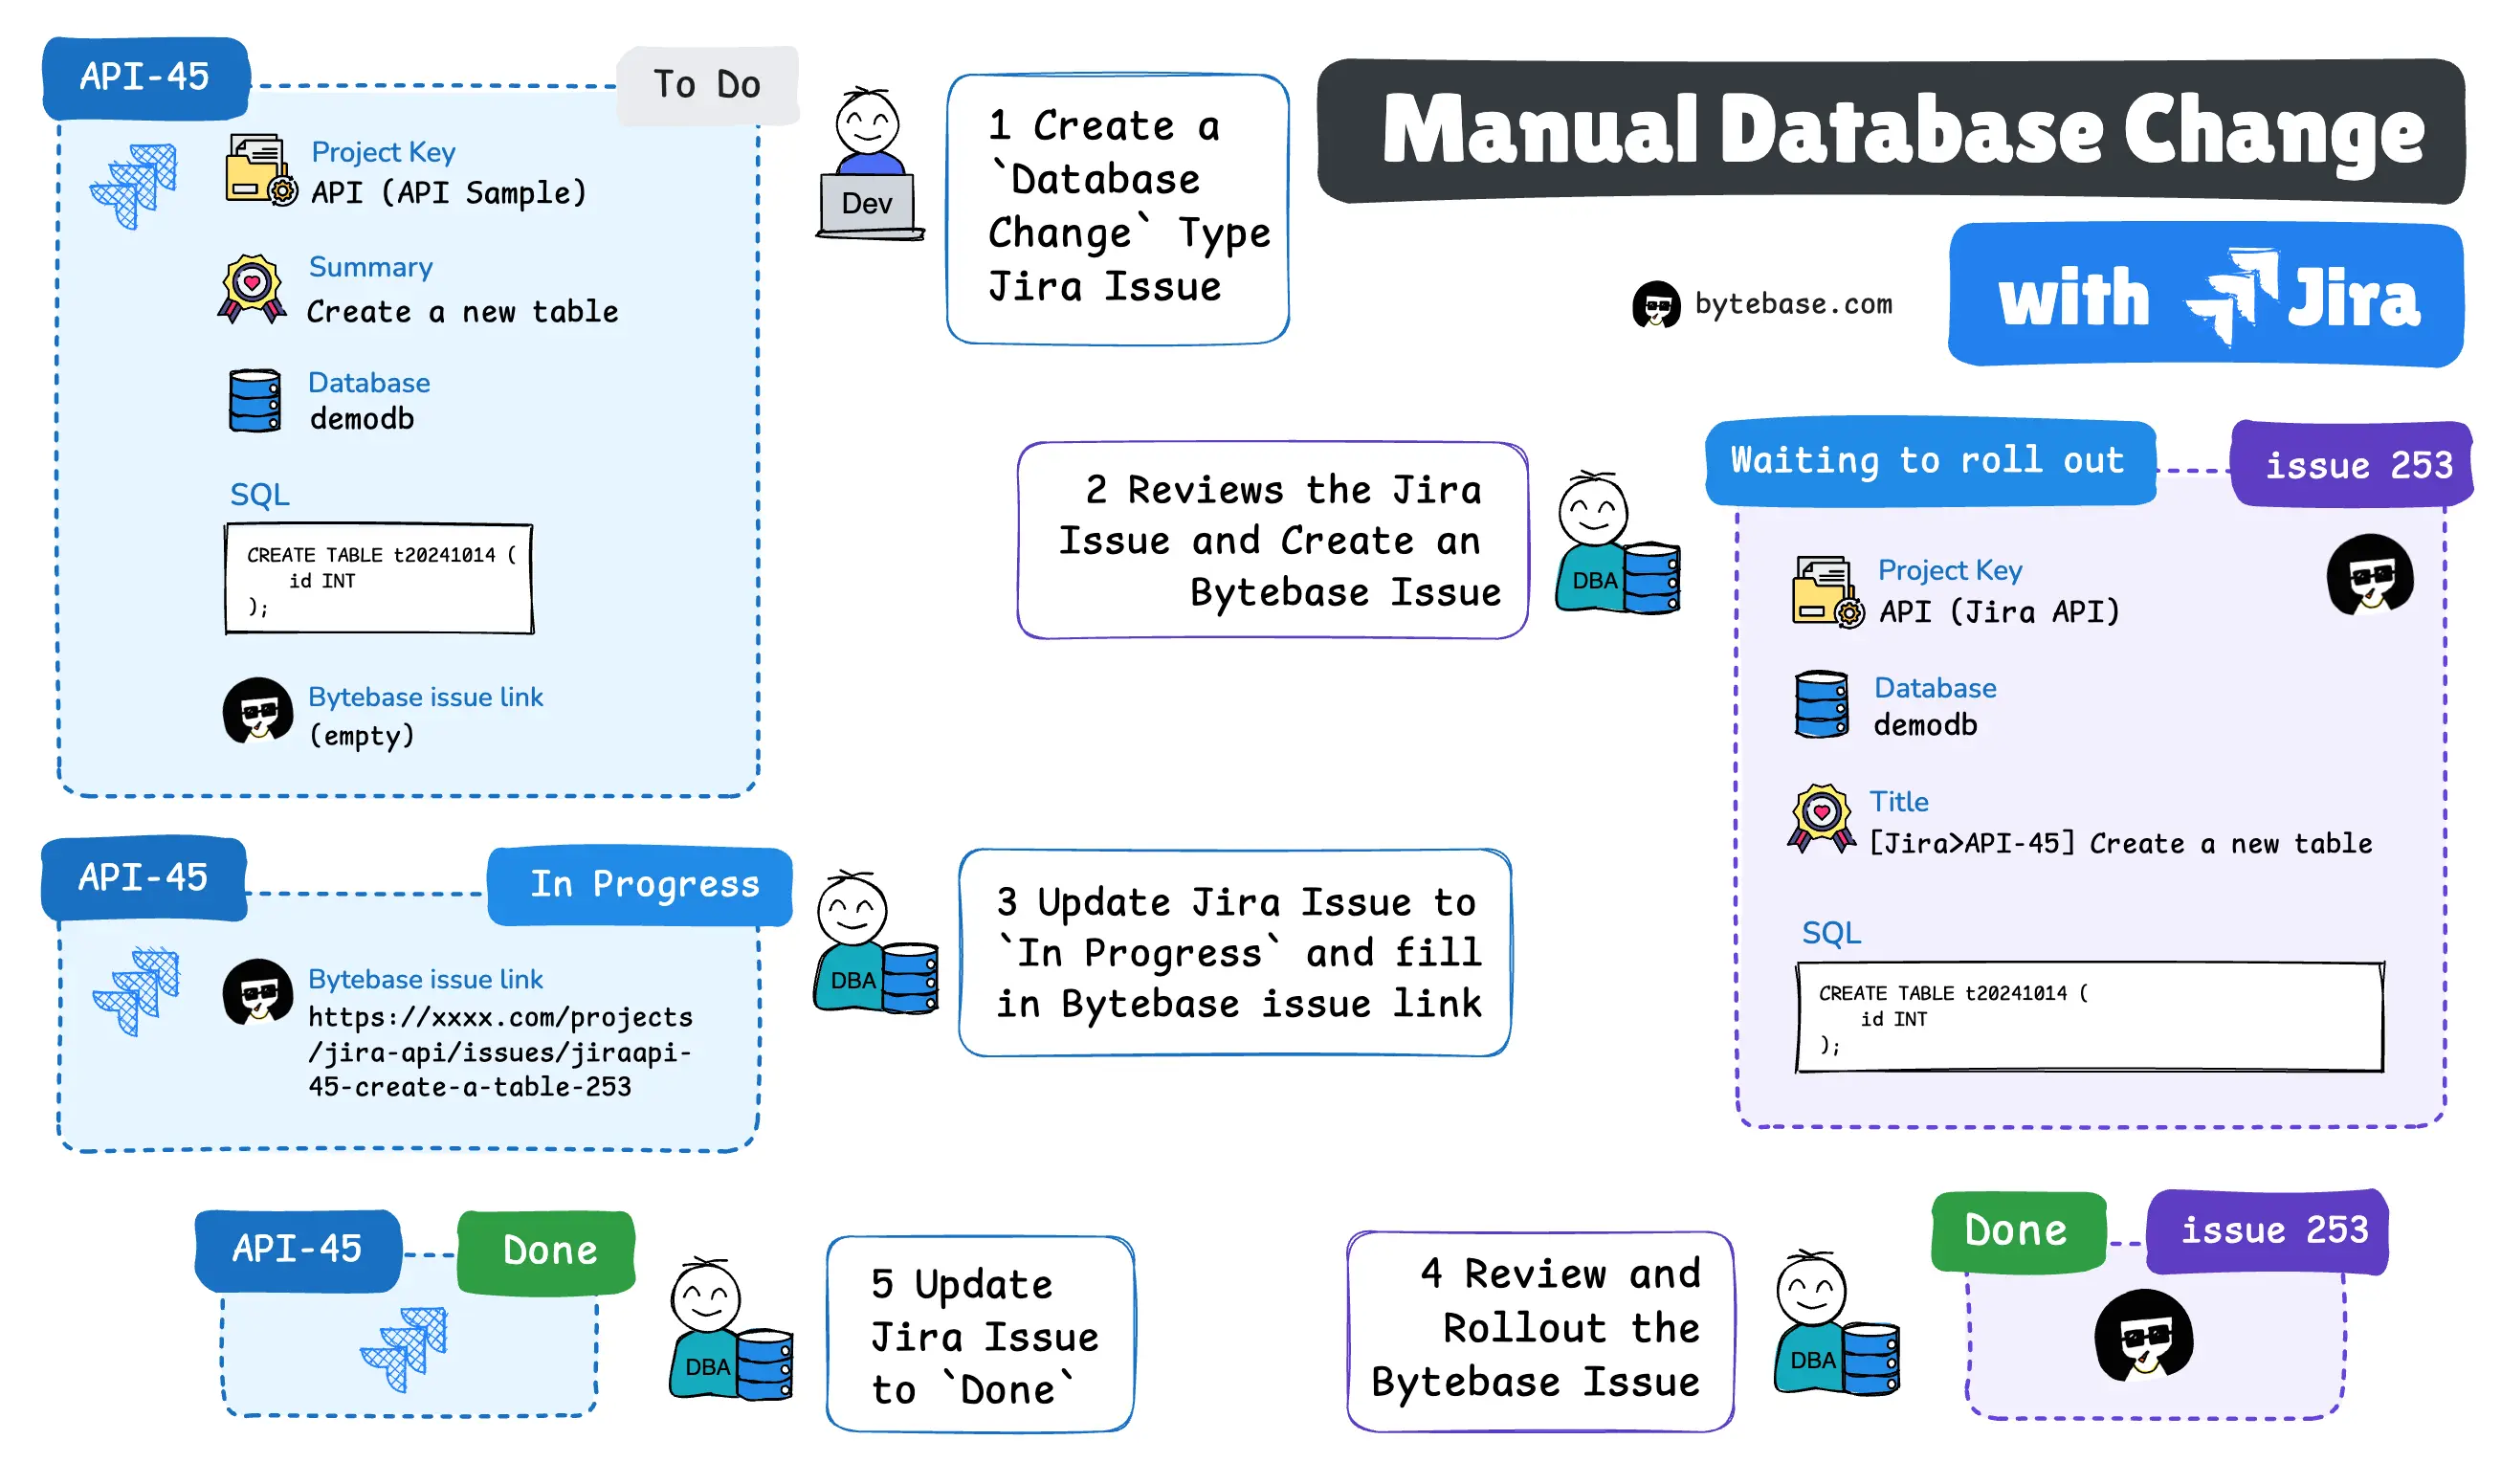 Manual Database Change
with Jira
bytebase.com
API-45
To Do
Project Key
API (API Sample)
Summary
Create a new table
Database
demodb
SQL
CREATE TABLE t20241014 (
id INT
);
Bytebase issue link
(empty)
Dev
1 Create a
`Database
Change` Type
Jira Issue
2 Reviews the Jira
Issue and Create an
Bytebase Issue
DBA
Waiting to roll out
issue 253
Project Key
API (Jira API)
Database
demodb
Title
[Jira>API-45] Create a new table
SQL
CREATE TABLE t20241014 (
id INT
);
API-45
In Progress
Bytebase issue link
https://xxxx.com/projects
/jira-api/issues/jiraapi-
45-create-a-table-253
DBA
3 Update Jira Issue to
`In Progress` and fill
in Bytebase issue link
4 Review and
Rollout the
Bytebase Issue
DBA
Done
issue 253
API-45
Done
DBA
5 Update
Jira Issue
to `Done`